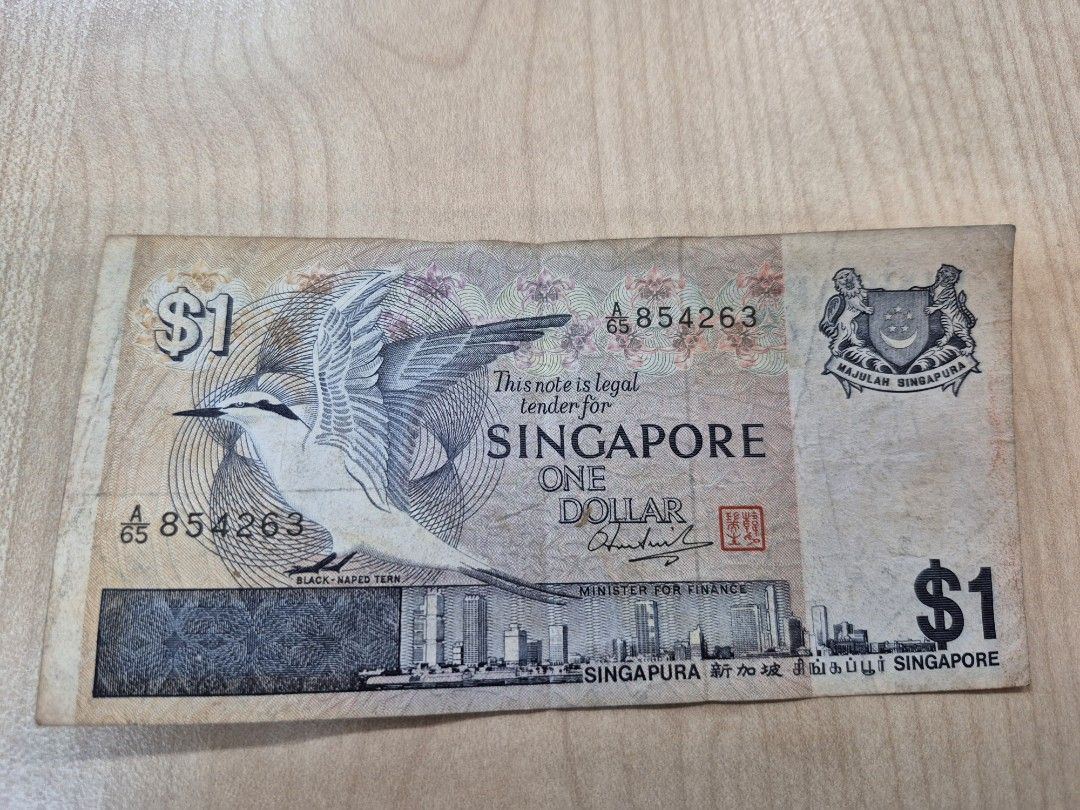 $1
A/65 854263
MAJULAH SINGAPURA
This note is legal
tender for
SINGAPORE
ONE
DOLLAR
A/65 854263
BLACK-NAPED TERN
MINISTER FOR FINANCE
$1
SINGAPURA 新加坡 சிங்கப்பூர் SINGAPORE